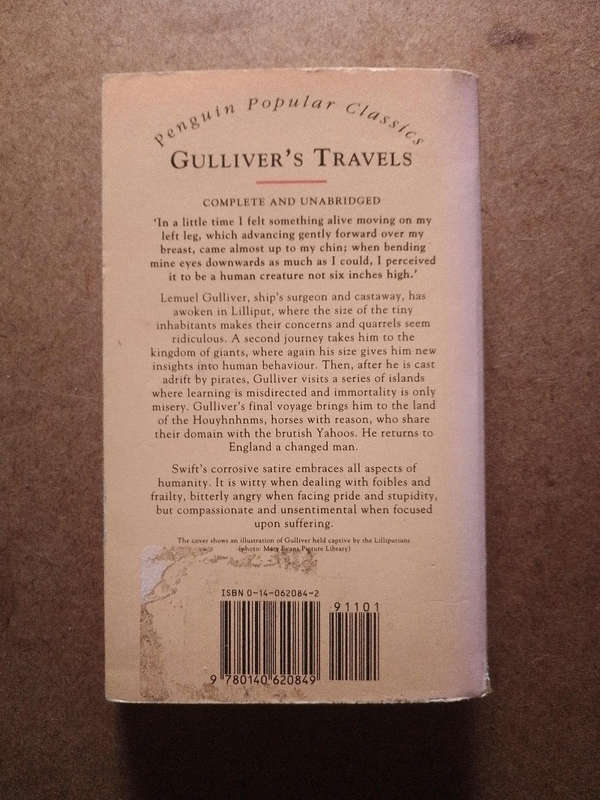 Penguin Popular Classics
GULLIVER'S TRAVELS
COMPLETE AND UNABRIDGED
'In a little time I felt something alive moving on my
left leg, which advancing gently forward over my
breast, came almost up to my chin; when bending
mine eyes downwards as much as I could, I perceived
it to be a human creature not six inches high.'
Lemuel Gulliver, ship's surgeon and castaway, has
awoken in Lilliput, where the size of the tiny
inhabitants makes their concerns and quarrels seem
ridiculous. A second journey takes him to the
kingdom of giants, where again his size gives him new
insights into human behaviour. Then, after he is cast
adrift by pirates, Gulliver visits a series of islands
where learning is misdirected and immortality is only
misery. Gulliver's final voyage brings him to the land
of the Houyhnhnms, horses with reason, who share
their domain with the brutish Yahoos. He returns to
England a changed man.
Swift's corrosive satire embraces all aspects of
humanity. It is witty when dealing with foibles and
frailty, bitterly angry when facing pride and stupidity,
but compassionate and unsentimental when focused
upon suffering.
The cover shows an illustration of Gulliver held captive by the Lilliputians
(photo: Mary Evans Picture Library)
ISBN 0-14-062084-2
91101
9 780140 620849